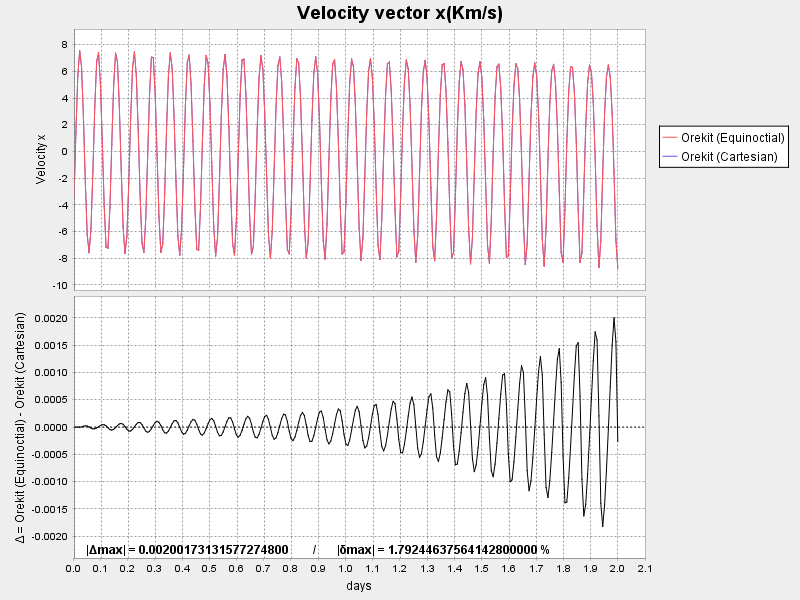 Velocity vector x(Km/s)
8
6
4
2
0
-2
-4
-6
-8
-10
Velocity x
Orekit (Equinoctial)
Orekit (Cartesian)
0.0020
0.0015
0.0010
0.0005
0.0000
-0.0005
-0.0010
-0.0015
-0.0020
Δ = Orekit (Equinoctial) - Orekit (Cartesian)
|Δmax| = 0.00200173131577274800 / |δmax| = 1.79244637564142800000 %
0.0 0.1 0.2 0.3 0.4 0.5 0.6 0.7 0.8 0.9 1.0 1.1 1.2 1.3 1.4 1.5 1.6 1.7 1.8 1.9 2.0 2.1
days